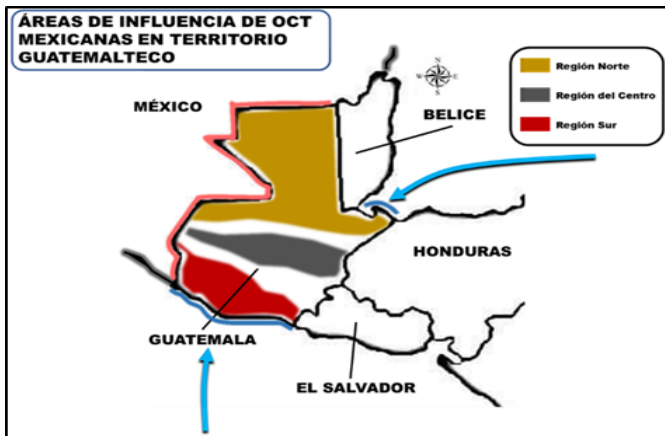 ÁREAS DE INFLUENCIA DE OCT
MEXICANAS EN TERRITORIO
GUATEMALTECO
N
W
E
S
Región Norte
Región del Centro
Región Sur
MÉXICO
BELICE
HONDURAS
GUATEMALA
EL SALVADOR